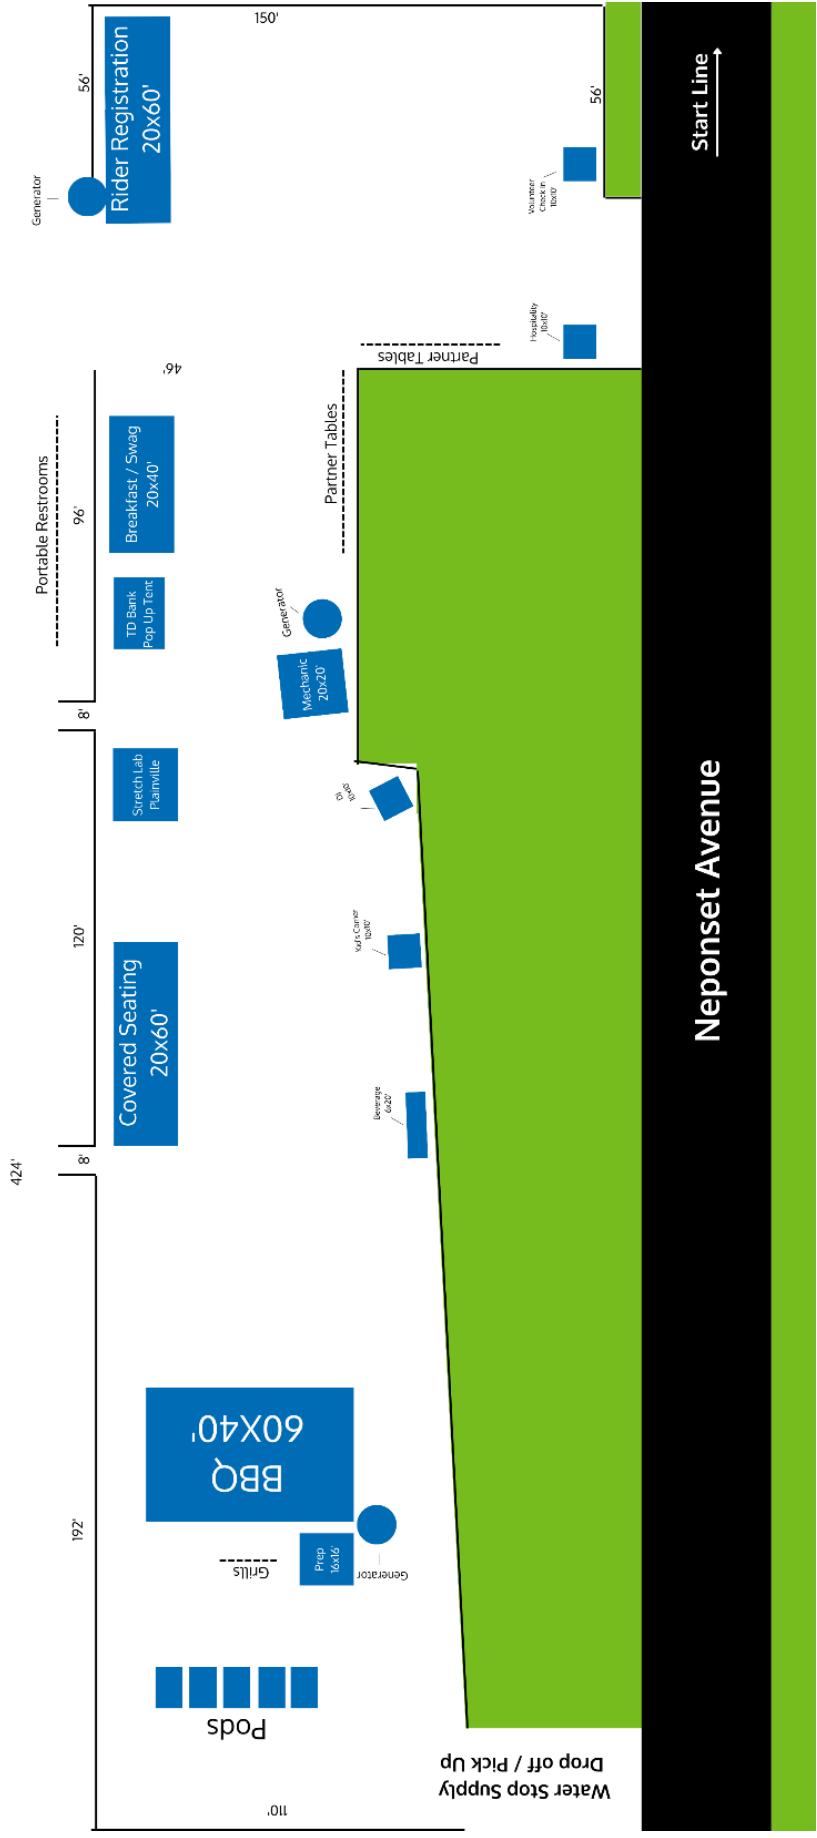 150'
56'
Rider Registration
20x60'
Generator
56'
Start Line
Volunteer
Check In
10x10'
Hospitality
10x10'
Partner Tables
46'
Partner Tables
Portable Restrooms
96'
Breakfast / Swag
20x40'
TD Bank
Pop Up Tent
Generator
Mechanic
20x20'
8'
Stretch Lab
Plainville
DJ
10x10'
Neponset Avenue
120'
Covered Seating
20x60'
Kid's Corner
10x10'
Beverage
6x20'
8'
424'
BBQ
60X40'
192'
Grills
Prep
16x16'
Generator
Pods
Water Stop Supply
Drop off / Pick Up
110'